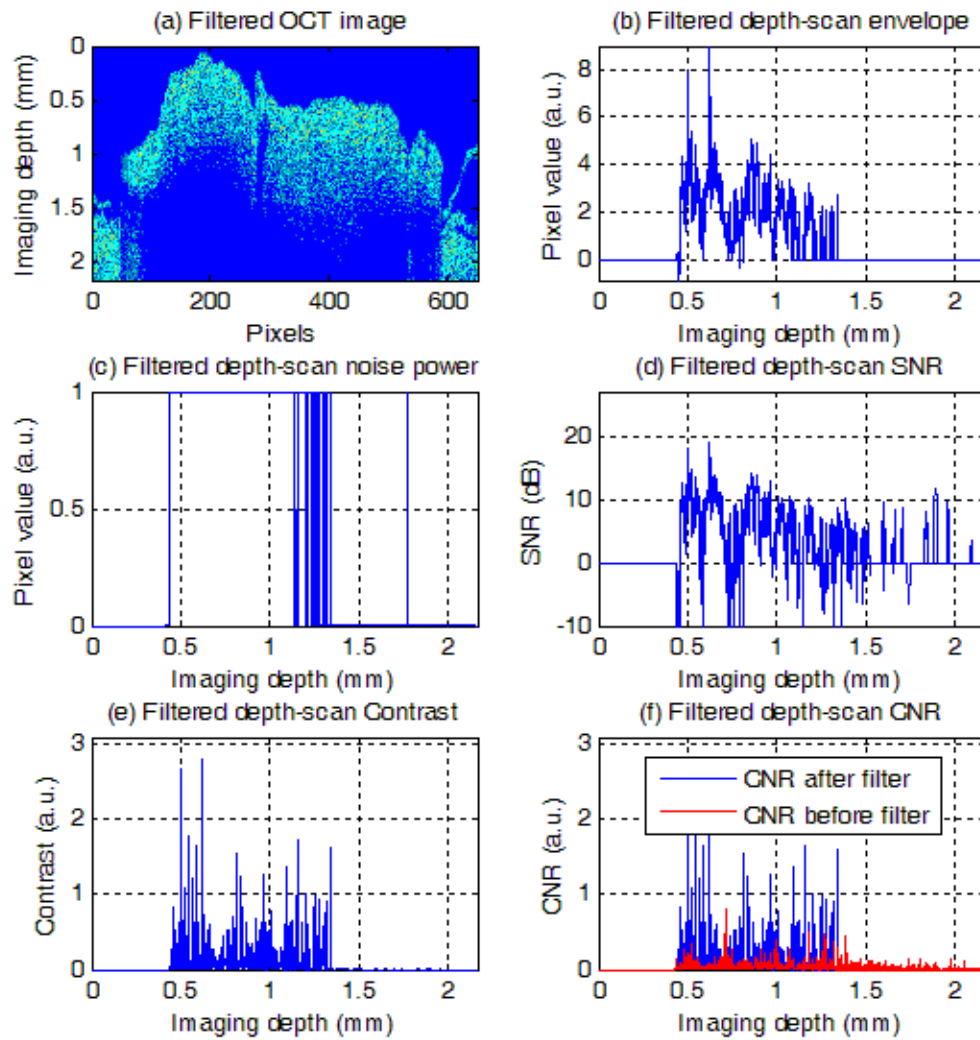 (a) Filtered OCT image
0
0.5
1
1.5
2
Imaging depth (mm)
0 200 400 600
Pixels
(b) Filtered depth-scan envelope
8
6
4
2
0
Pixel value (a.u.)
0 0.5 1 1.5 2
Imaging depth (mm)
(c) Filtered depth-scan noise power
1
0.5
0
Pixel value (a.u.)
0 0.5 1 1.5 2
Imaging depth (mm)
(d) Filtered depth-scan SNR
20
10
0
-10
SNR (dB)
0 0.5 1 1.5 2
Imaging depth (mm)
(e) Filtered depth-scan Contrast
3
2
1
0
Contrast (a.u.)
0 0.5 1 1.5 2
Imaging depth (mm)
(f) Filtered depth-scan CNR
3
2
1
0
CNR (a.u.)
CNR after filter
CNR before filter
0 0.5 1 1.5 2
Imaging depth (mm)